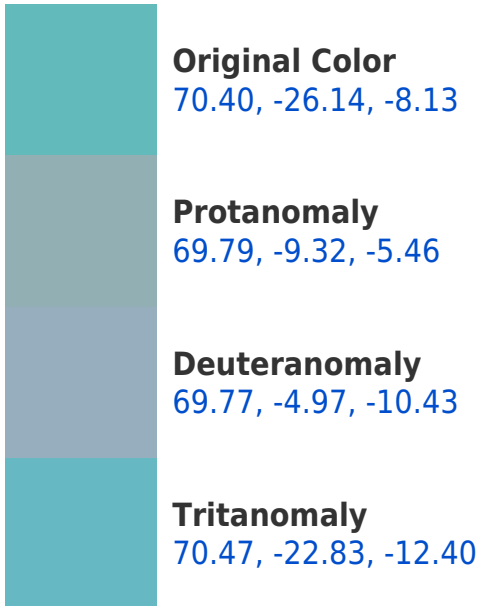 Original Color
70.40, -26.14, -8.13
Protanomaly
69.79, -9.32, -5.46
Deuteranomaly
69.77, -4.97, -10.43
Tritanomaly
70.47, -22.83, -12.40